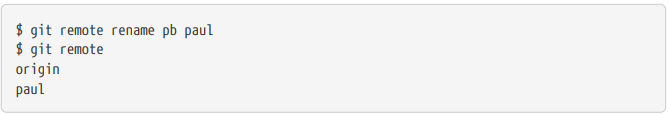 $ git remote rename pb paul
$ git remote
origin
paul